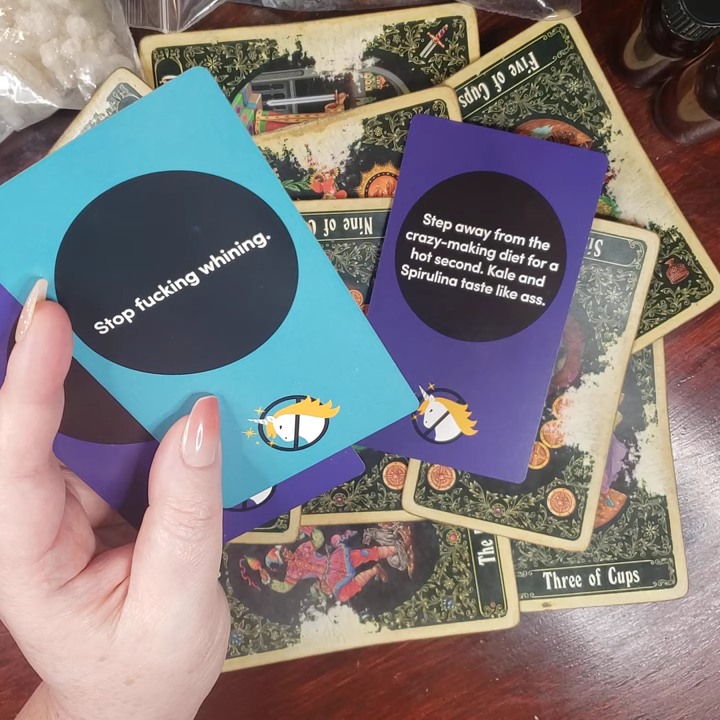 Five of Cups
Nine of
Stop fucking whining.
Step away from the
crazy-making diet for a
hot second. Kale and
Spirulina taste like ass.
The
Three of Cups